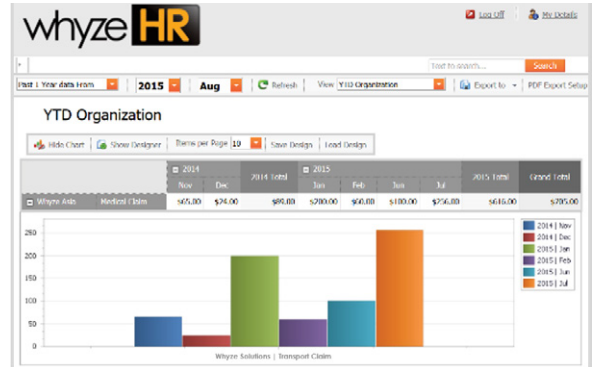 whyze HR
Log Off My Details
Text to search... Search
Past 1 Year data From 2015 Aug Refresh View YTD Organization Export to PDF Export Setup
YTD Organization
Hide Chart Show Designer Items per Page 10 Save Design Load Design
2014 2014 Total 2015 2015 Total Grand Total
Nov Dec Jan Feb Jun Jul
Whyze Asia Medical Claim $65.00 $24.00 $89.00 $200.00 $60.00 $100.00 $256.00 $616.00 $705.00
250
200
150
100
50
0
2014 | Nov
2014 | Dec
2015 | Jan
2015 | Feb
2015 | Jun
2015 | Jul
Whyze Solutions | Transport Claim